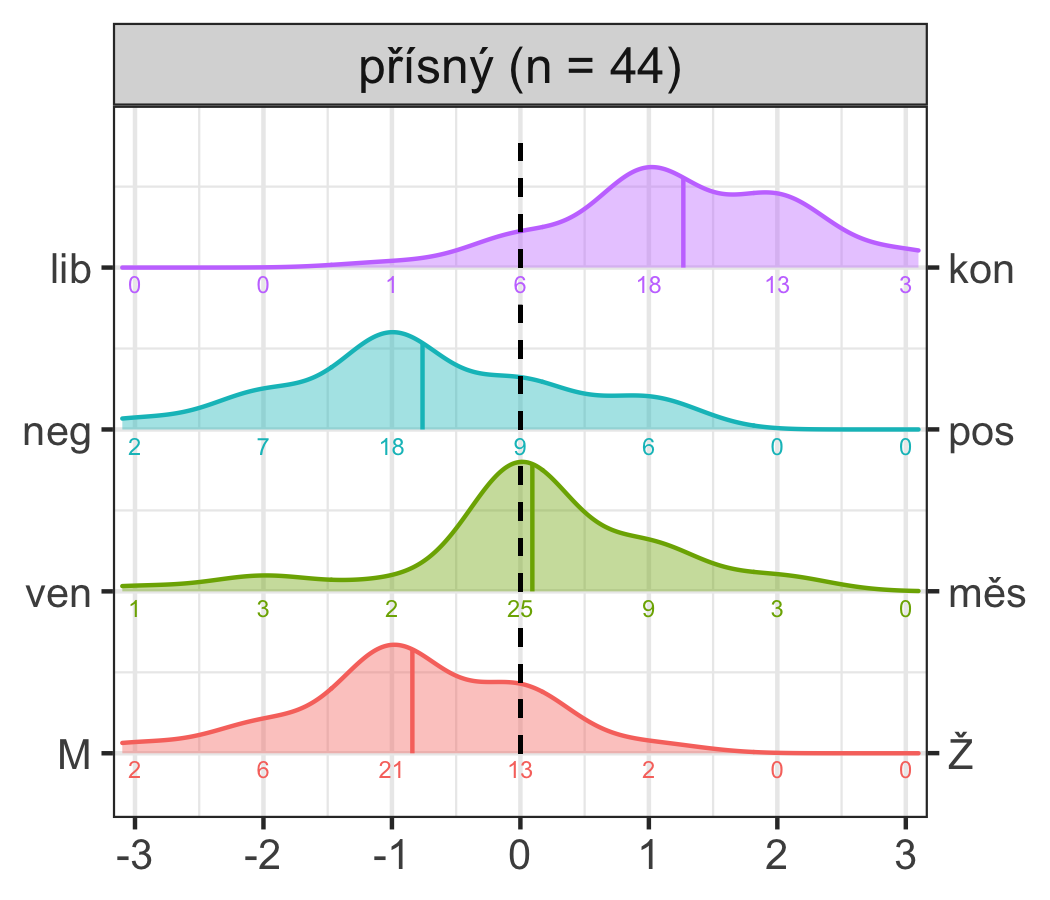 přísný (n = 44)
lib kon
0 0 1 6 18 13 3
neg pos
2 7 18 9 6 0 0
ven měs
1 3 2 25 9 3 0
M Ž
2 6 21 13 2 0 0
-3 -2 -1 0 1 2 3